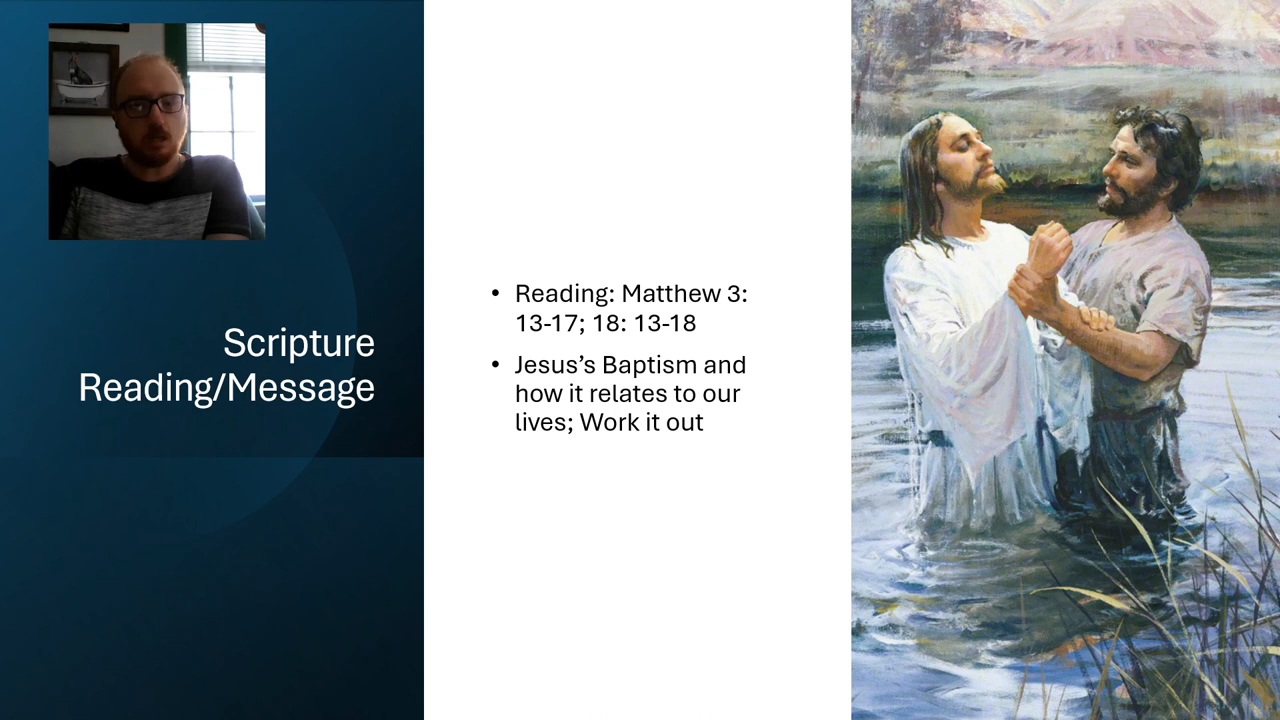 Scripture
Reading/Message
• Reading: Matthew 3:
13-17; 18: 13-18
• Jesus’s Baptism and
how it relates to our
lives; Work it out